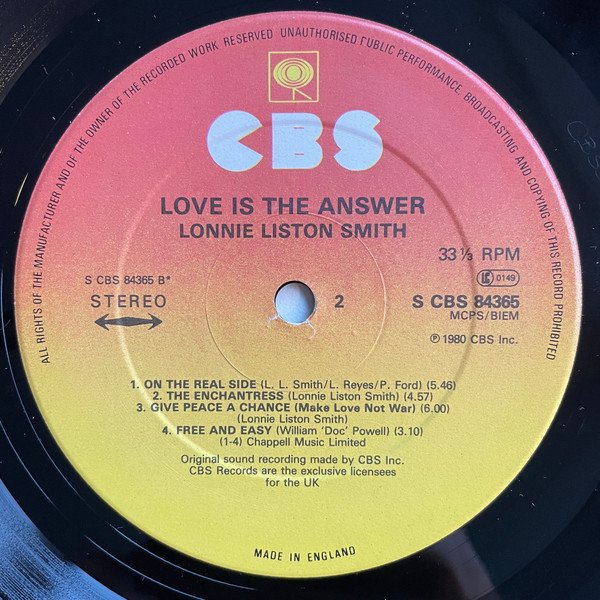 ALL RIGHTS OF THE MANUFACTURER AND OF THE OWNER OF THE RECORDED WORK RESERVED UNAUTHORISED PUBLIC PERFORMANCE BROADCASTING AND COPYING OF THIS RECORD PROHIBITED
CBS
LOVE IS THE ANSWER
LONNIE LISTON SMITH
33⅓ RPM
S CBS 84365 B*
LC 0149
STEREO
2
S CBS 84365
MCPS/BIEM
℗ 1980 CBS Inc.
1. ON THE REAL SIDE (L. L. Smith/L. Reyes/P. Ford) (5.46)
2. THE ENCHANTRESS (Lonnie Liston Smith) (4.57)
3. GIVE PEACE A CHANCE (Make Love Not War) (6.00)
(Lonnie Liston Smith)
4. FREE AND EASY (William 'Doc' Powell) (3.10)
(1-4) Chappell Music Limited
Original sound recording made by CBS Inc.
CBS Records are the exclusive licensees
for the UK
MADE IN ENGLAND